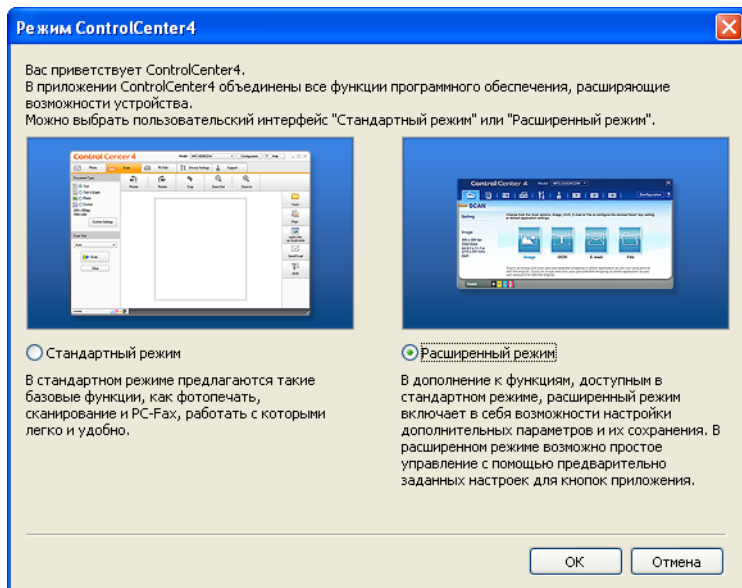 Режим ControlCenter4
Вас приветствует ControlCenter4.
В приложении ControlCenter4 объединены все функции программного обеспечения, расширяющие
возможности устройства.
Можно выбрать пользовательский интерфейс "Стандартный режим" или "Расширенный режим".
Control Center 4
Control Center 4
SCAN
Image
OCR
E-mail
File
Стандартный режим
В стандартном режиме предлагаются такие
базовые функции, как фотопечать,
сканирование и PC-Fax, работать с которыми
легко и удобно.
Расширенный режим
В дополнение к функциям, доступным в
стандартном режиме, расширенный режим
включает в себя возможности настройки
дополнительных параметров и их сохранения. В
расширенном режиме возможно простое
управление с помощью предварительно
заданных настроек для кнопок приложения.
ОК
Отмена